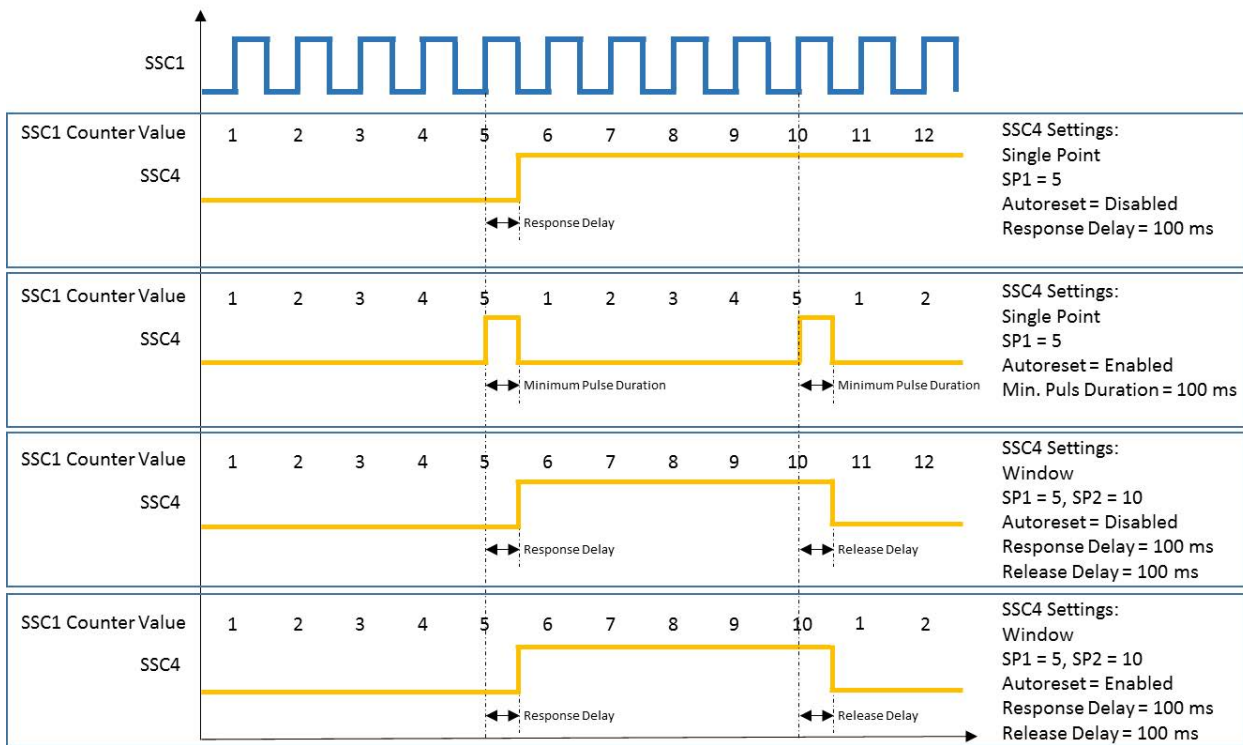 SSC1
SSC1 Counter Value 1 2 3 4 5 6 7 8 9 10 11 12
SSC4
Response Delay
SSC4 Settings:
Single Point
SP1 = 5
Autoreset = Disabled
Response Delay = 100 ms
SSC1 Counter Value 1 2 3 4 5 1 2 3 4 5 1 2
SSC4
Minimum Pulse Duration Minimum Pulse Duration
SSC4 Settings:
Single Point
SP1 = 5
Autoreset = Enabled
Min. Puls Duration = 100 ms
SSC1 Counter Value 1 2 3 4 5 6 7 8 9 10 11 12
SSC4
Response Delay Release Delay
SSC4 Settings:
Window
SP1 = 5, SP2 = 10
Autoreset = Disabled
Response Delay = 100 ms
Release Delay = 100 ms
SSC1 Counter Value 1 2 3 4 5 6 7 8 9 10 1 2
SSC4
Response Delay Release Delay
SSC4 Settings:
Window
SP1 = 5, SP2 = 10
Autoreset = Enabled
Response Delay = 100 ms
Release Delay = 100 ms